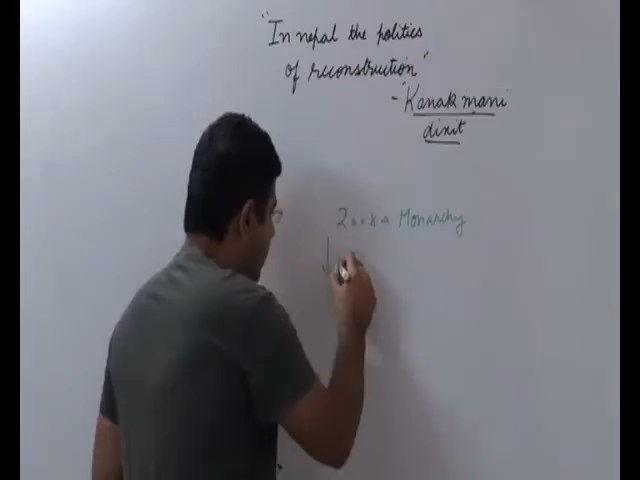 "In nepal the politics
of reconstruction"
- "Kanak mani
dixit
2008 Monarchy